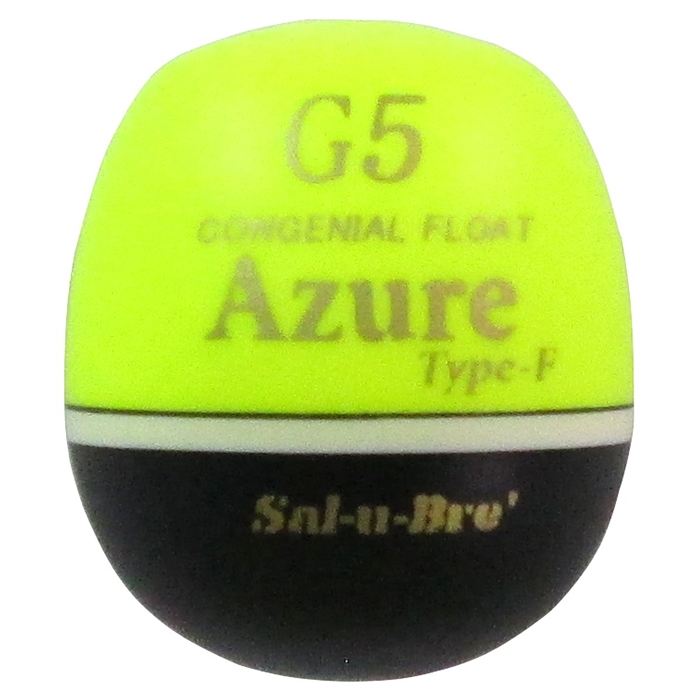 G5
CONGENIAL FLOAT
Azure
Type-F
Sal-u-Bre'